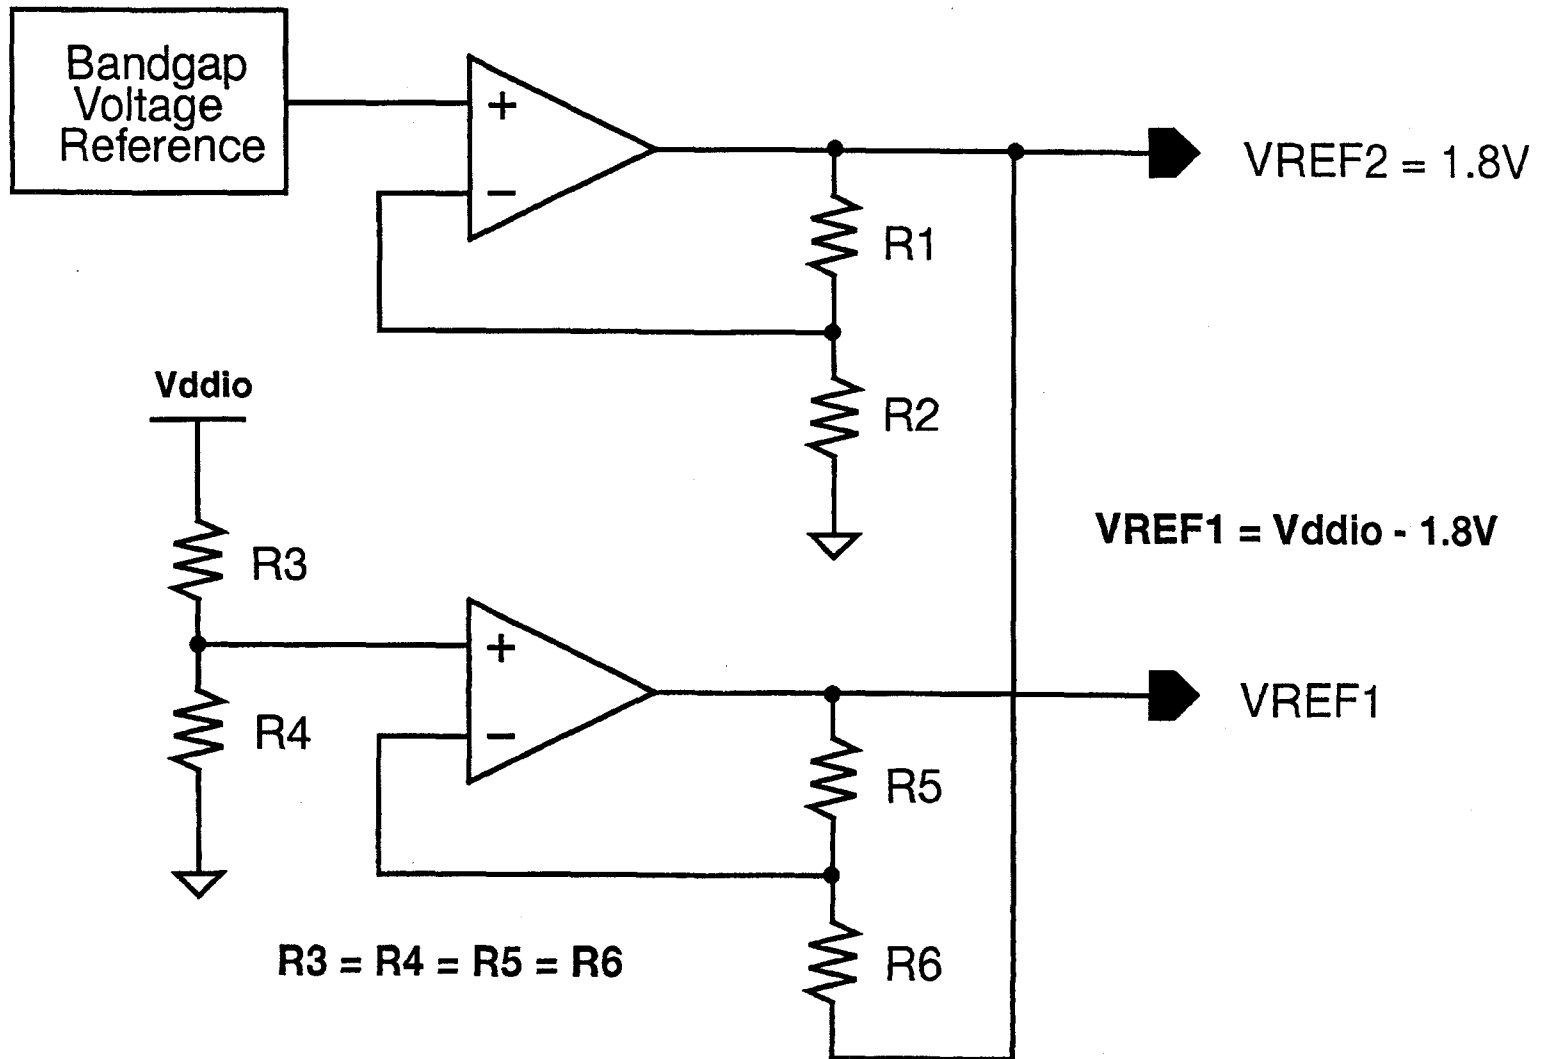 Bandgap
Voltage
Reference
+
−
VREF2 = 1.8V
R1
Vddio
R2
VREF1 = Vddio - 1.8V
R3
+
−
VREF1
R4
R5
R3 = R4 = R5 = R6
R6